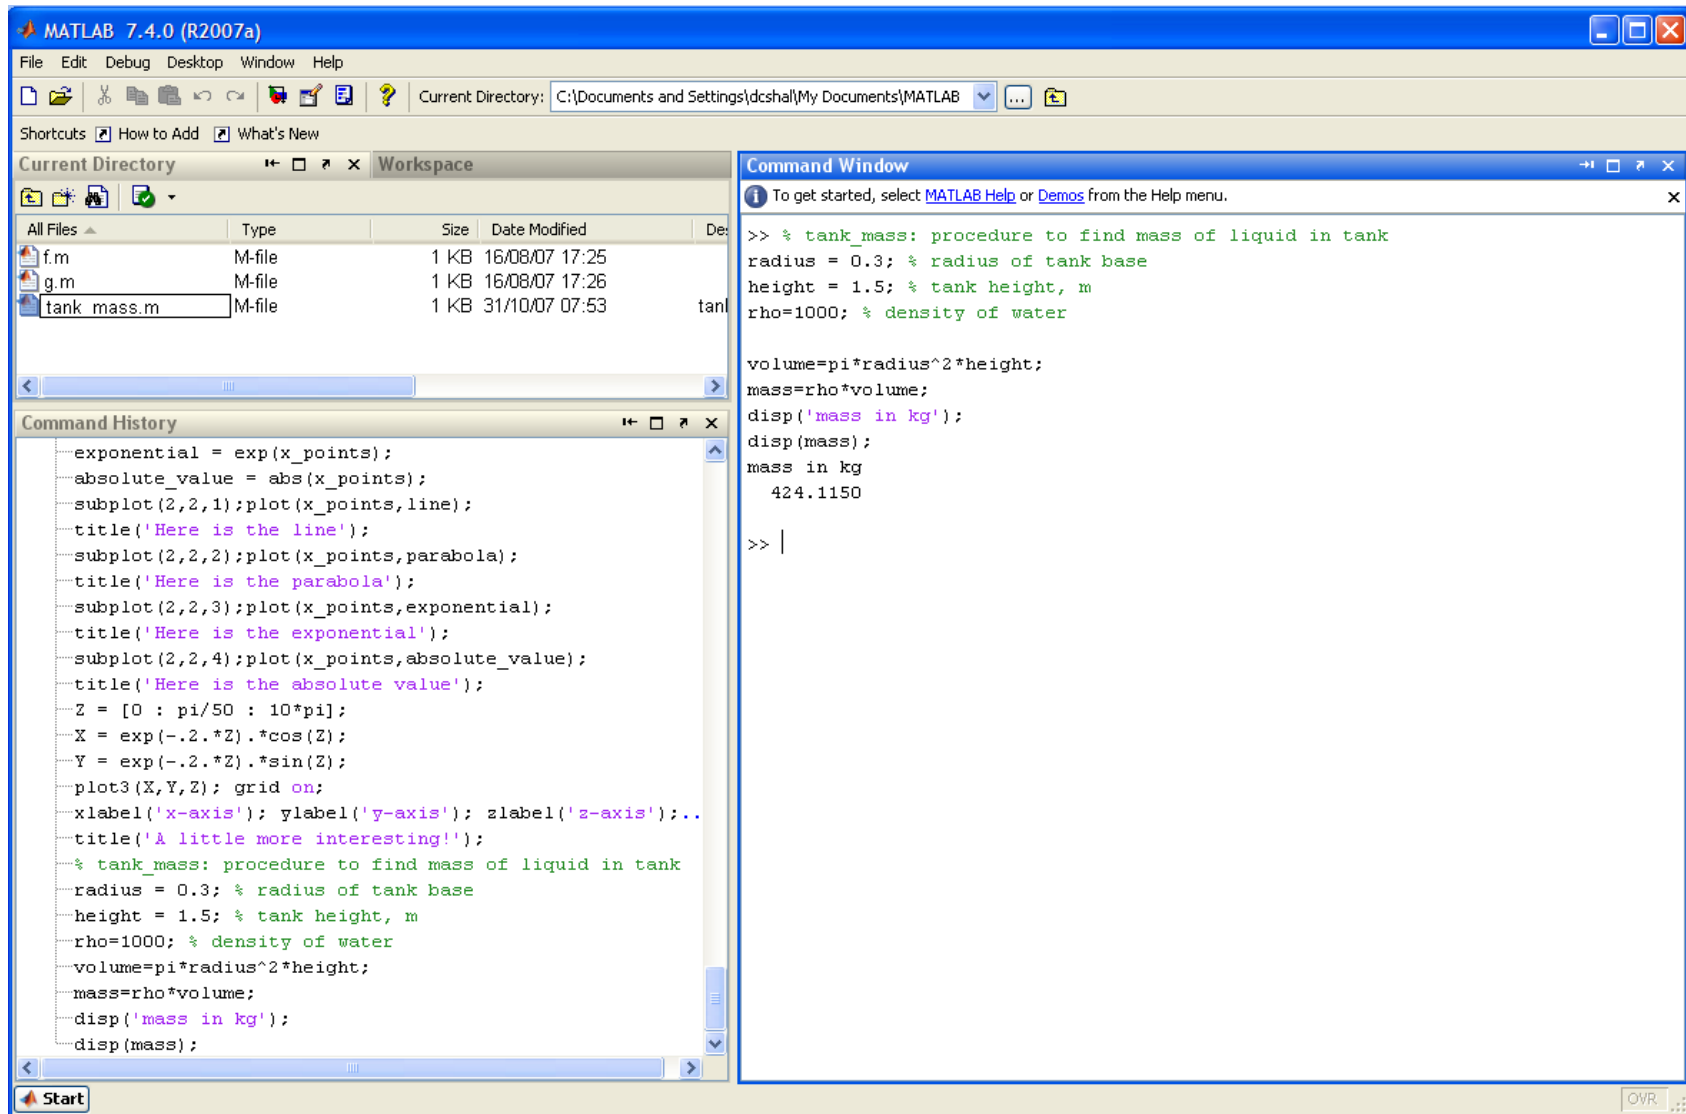 MATLAB 7.4.0 (R2007a)
File Edit Debug Desktop Window Help
Current Directory: C:\Documents and Settings\dcshal\My Documents\MATLAB
Shortcuts How to Add What's New
Current Directory Workspace
All Files Type Size Date Modified De
f.m M-file 1 KB 16/08/07 17:25
g.m M-file 1 KB 16/08/07 17:26
tank_mass.m M-file 1 KB 31/10/07 07:53 tan
Command History
exponential = exp(x_points);
absolute_value = abs(x_points);
subplot(2,2,1);plot(x_points,line);
title('Here is the line');
subplot(2,2,2);plot(x_points,parabola);
title('Here is the parabola');
subplot(2,2,3);plot(x_points,exponential);
title('Here is the exponential');
subplot(2,2,4);plot(x_points,absolute_value);
title('Here is the absolute value');
Z = [0 : pi/50 : 10*pi];
X = exp(-.2.*Z).*cos(Z);
Y = exp(-.2.*Z).*sin(Z);
plot3(X,Y,Z); grid on;
xlabel('x-axis'); ylabel('y-axis'); zlabel('z-axis');..
title('A little more interesting!');
% tank_mass: procedure to find mass of liquid in tank
radius = 0.3; % radius of tank base
height = 1.5; % tank height, m
rho=1000; % density of water
volume=pi*radius^2*height;
mass=rho*volume;
disp('mass in kg');
disp(mass);
Command Window
To get started, select MATLAB Help or Demos from the Help menu.
>> % tank_mass: procedure to find mass of liquid in tank
radius = 0.3; % radius of tank base
height = 1.5; % tank height, m
rho=1000; % density of water
volume=pi*radius^2*height;
mass=rho*volume;
disp('mass in kg');
disp(mass);
mass in kg
424.1150
>>
Start
OVR